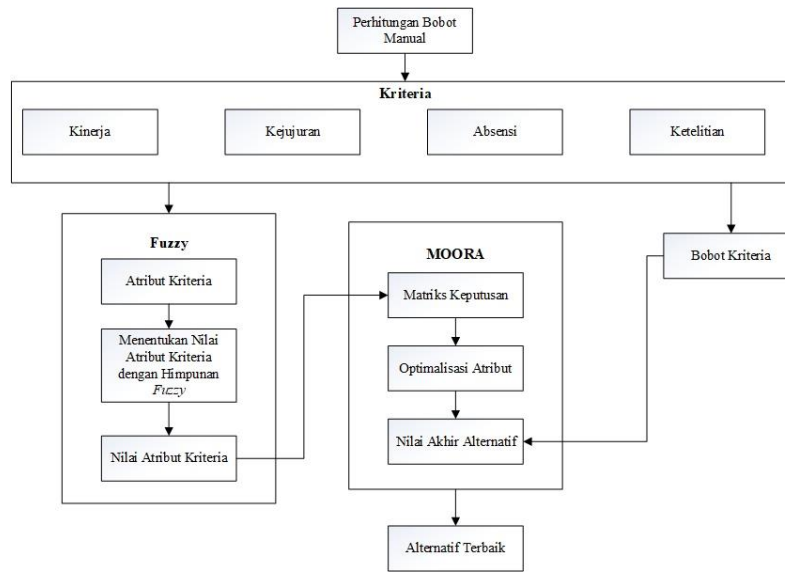 Perhitungan Bobot
Manual
Kriteria
Kinerja
Kejujuran
Absensi
Ketelitian
Fuzzy
Atribut Kriteria
Menentukan Nilai
Atribut Kriteria
dengan Himpunan
Fuzzy
Nilai Atribut Kriteria
MOORA
Matriks Keputusan
Optimalisasi Atribut
Nilai Akhir Alternatif
Bobot Kriteria
Alternatif Terbaik